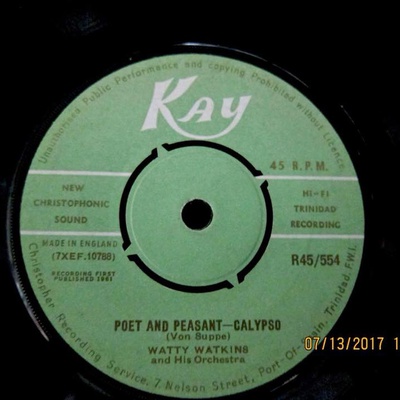 Unauthorised Public Performance and copying Prohibited without Licence
Kay
45 R.P.M.
NEW
CHRISTOPHONIC
SOUND
HI-FI
TRINIDAD
RECORDING
MADE IN ENGLAND
(7XEF.10788)
R45/554
RECORDING FIRST
PUBLISHED 1961
POET AND PEASANT—CALYPSO
(Von Suppe)
WATTY WATKINS
and His Orchestra
Christopher Recording Service, 7 Nelson Street, Port-Of-Spain, Trinidad, F.W.I.
07/13/2017 1